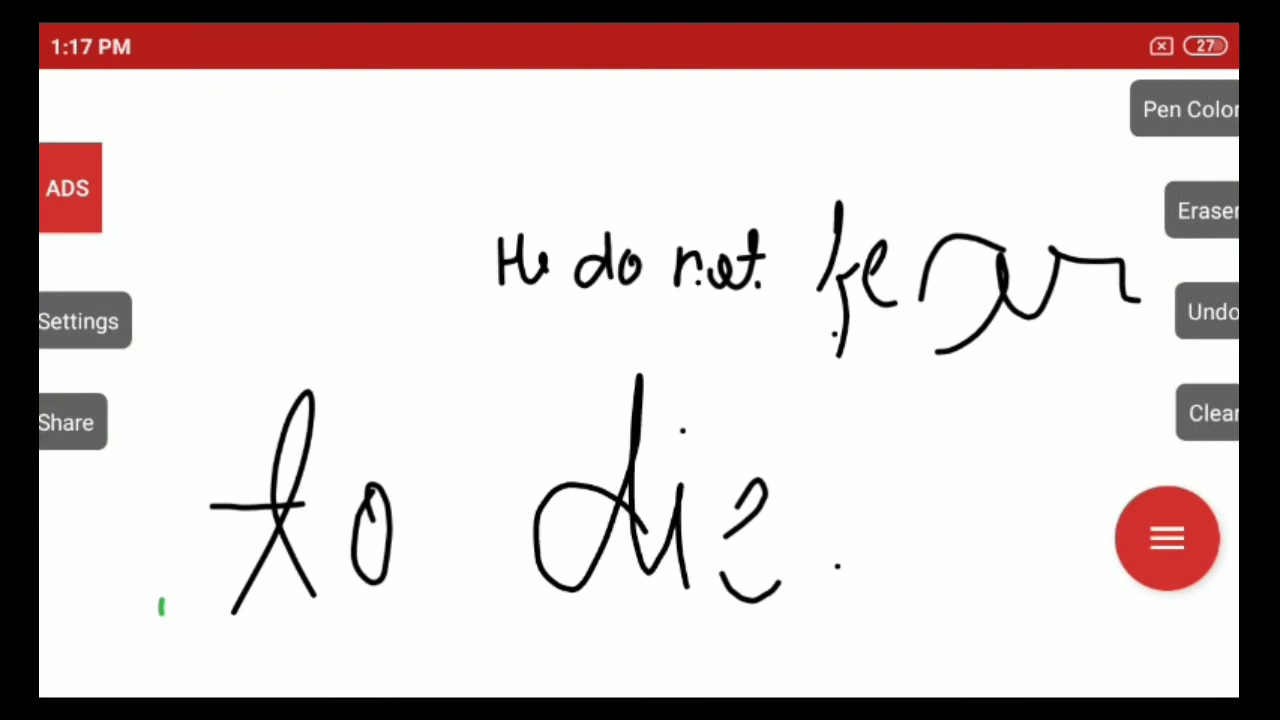 1:17 PM
27
Pen Color
ADS
Eraser
He do not fear
Settings
Undo
Share
Clear
to die.